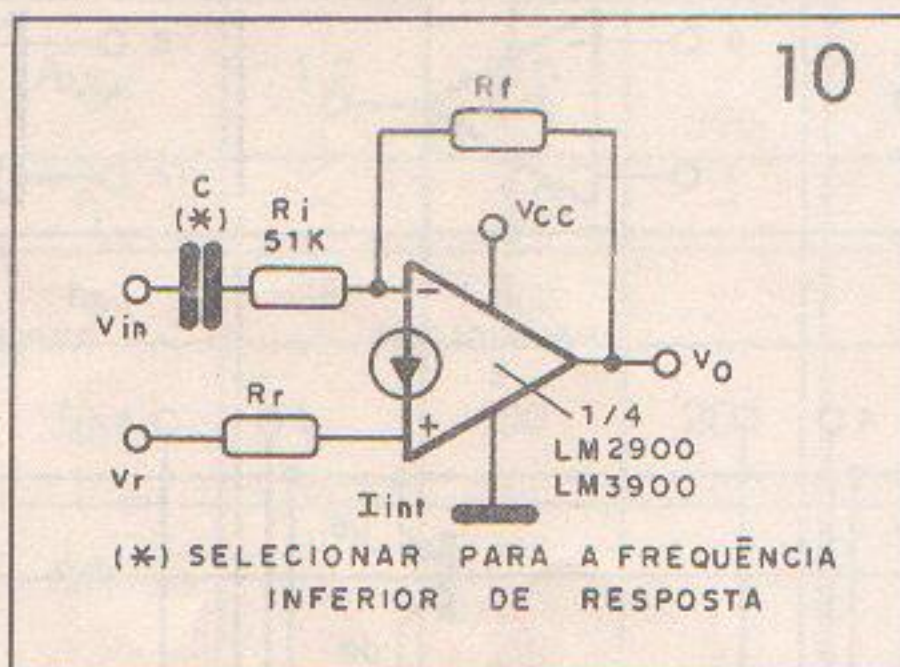 10
Rf
C
(*)
Ri
51K
VCC
Vin
-
Vo
Rr
+
1/4
LM2900
LM3900
Vr
Iint
(*) SELECIONAR PARA A FREQUÊNCIA
INFERIOR DE RESPOSTA